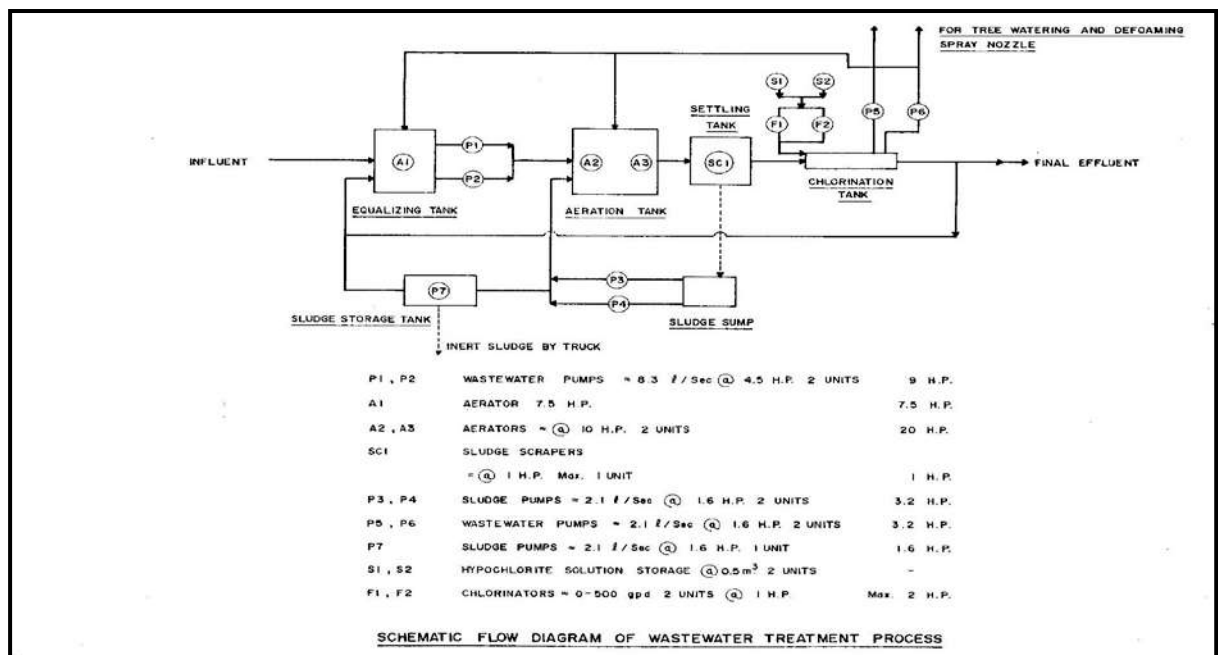 FOR TREE WATERING AND DEFOAMING
SPRAY NOZZLE
S1 S2
SETTLING
TANK
F1 F2
P5 P6
INFLUENT
A1
P1
P2
A2 A3
SC1
FINAL EFFLUENT
CHLORINATION
TANK
EQUALIZING TANK
AERATION TANK
P3
P7
P4
SLUDGE STORAGE TANK
SLUDGE SUMP
INERT SLUDGE BY TRUCK
P1 , P2 WASTEWATER PUMPS ≈ 8.3 ℓ/Sec @ 4.5 H.P. 2 UNITS 9 H.P.
A1 AERATOR 7.5 H.P. 7.5 H.P.
A2 , A3 AERATORS ≈ @ 10 H.P. 2 UNITS 20 H.P.
SC1 SLUDGE SCRAPERS
≈ @ 1 H.P. Max. 1 UNIT 1 H.P.
P3 , P4 SLUDGE PUMPS ≈ 2.1 ℓ/Sec @ 1.6 H.P. 2 UNITS 3.2 H.P.
P5 , P6 WASTEWATER PUMPS ≈ 2.1 ℓ/Sec @ 1.6 H.P. 2 UNITS 3.2 H.P.
P7 SLUDGE PUMPS ≈ 2.1 ℓ/Sec @ 1.6 H.P. 1 UNIT 1.6 H.P.
S1 , S2 HYPOCHLORITE SOLUTION STORAGE @ 0.5m³ 2 UNITS -
F1 , F2 CHLORINATORS ≈ 0-500 gpd 2 UNITS @ 1 H.P. Max. 2 H.P.
SCHEMATIC FLOW DIAGRAM OF WASTEWATER TREATMENT PROCESS